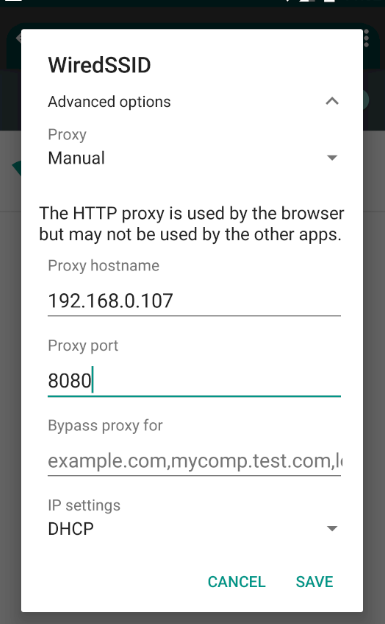 WiredSSID
Advanced options
Proxy
Manual
The HTTP proxy is used by the browser
but may not be used by the other apps.
Proxy hostname
192.168.0.107
Proxy port
8080
Bypass proxy for
example.com,mycomp.test.com,l
IP settings
DHCP
CANCEL SAVE